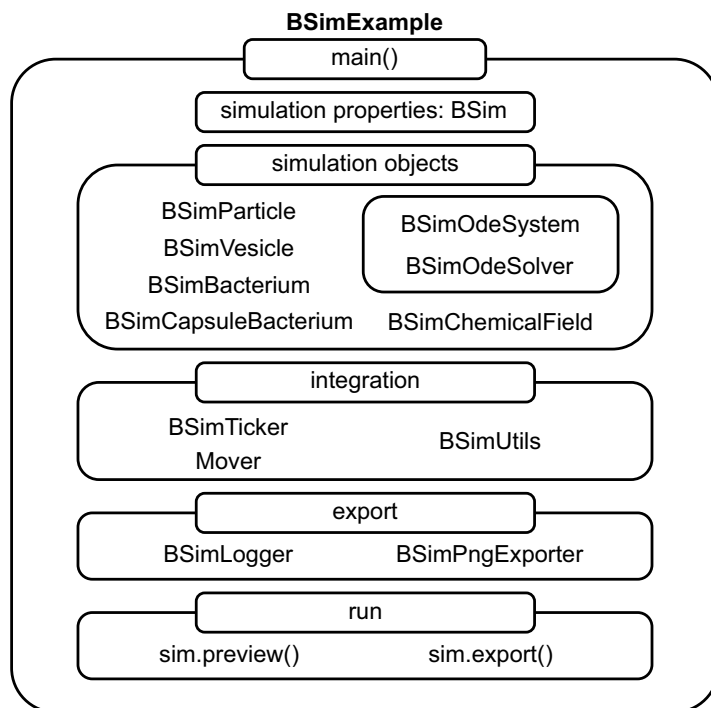 BSimExample
main()
simulation properties: BSim
simulation objects
BSimParticle
BSimVesicle
BSimBacterium
BSimCapsuleBacterium
BSimOdeSystem
BSimOdeSolver
BSimChemicalField
integration
BSimTicker
Mover
BSimUtils
export
BSimLogger
BSimPngExporter
run
sim.preview()
sim.export()